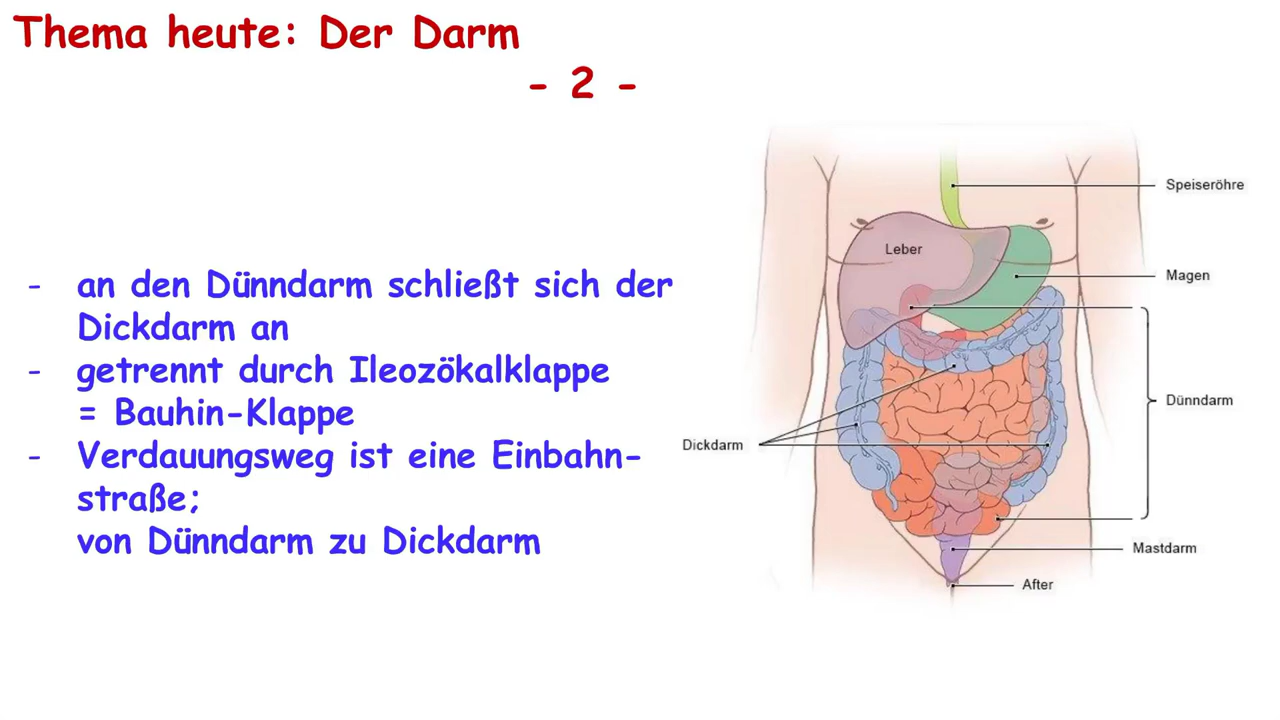 Thema heute: Der Darm
- 2 -
- an den Dünndarm schließt sich der
Dickdarm an
- getrennt durch Ileozökalklappe
= Bauhin-Klappe
- Verdauungsweg ist eine Einbahn-
straße;
von Dünndarm zu Dickdarm
Speiseröhre
Leber
Magen
Dünndarm
Dickdarm
Mastdarm
After